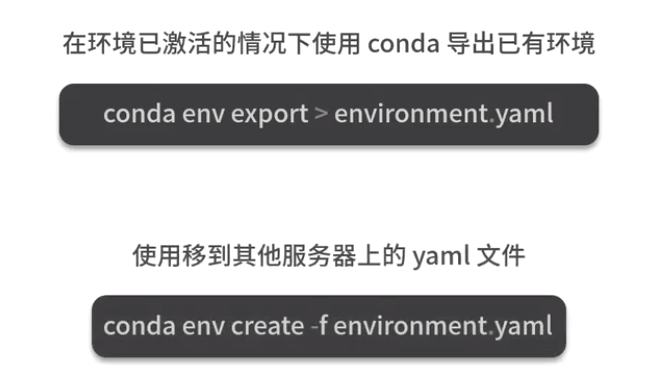 在环境已激活的情况下使用 conda 导出已有环境
conda env export > environment.yaml
使用移到其他服务器上的 yaml 文件
conda env create -f environment.yaml